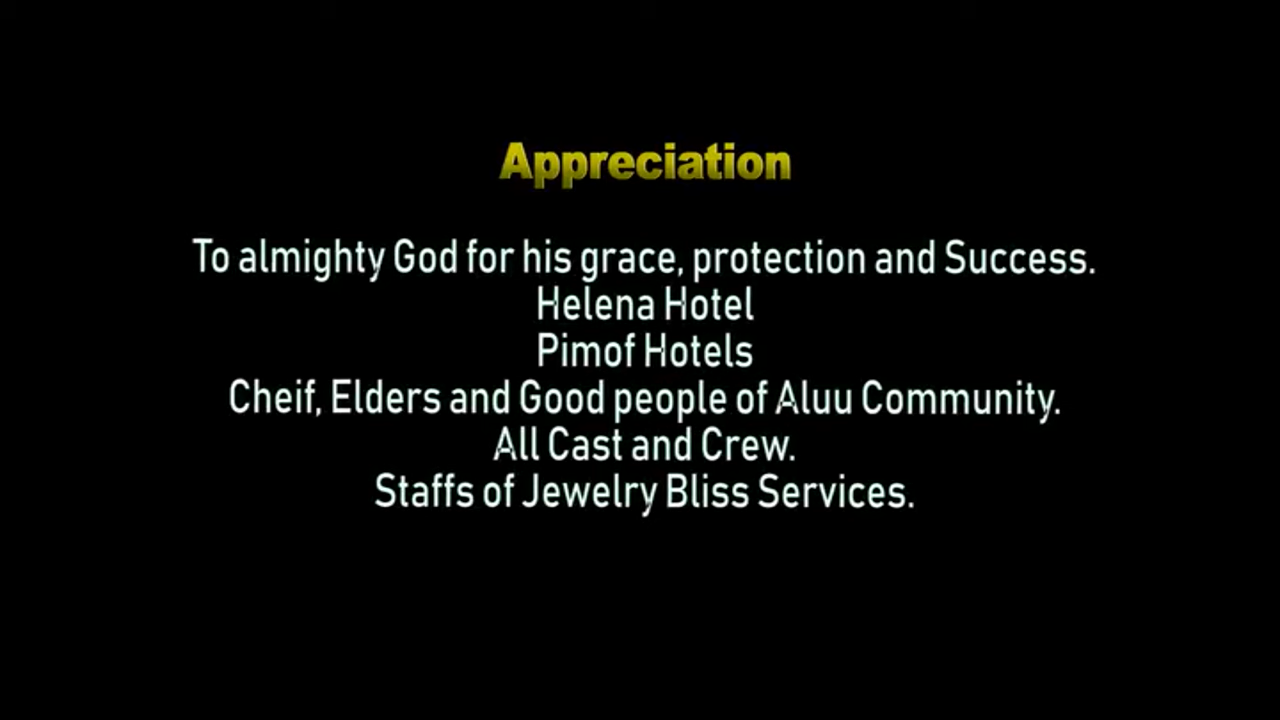 Appreciation
To almighty God for his grace, protection and Success.
Helena Hotel
Pimof Hotels
Cheif, Elders and Good people of Aluu Community.
All Cast and Crew.
Staffs of Jewelry Bliss Services.